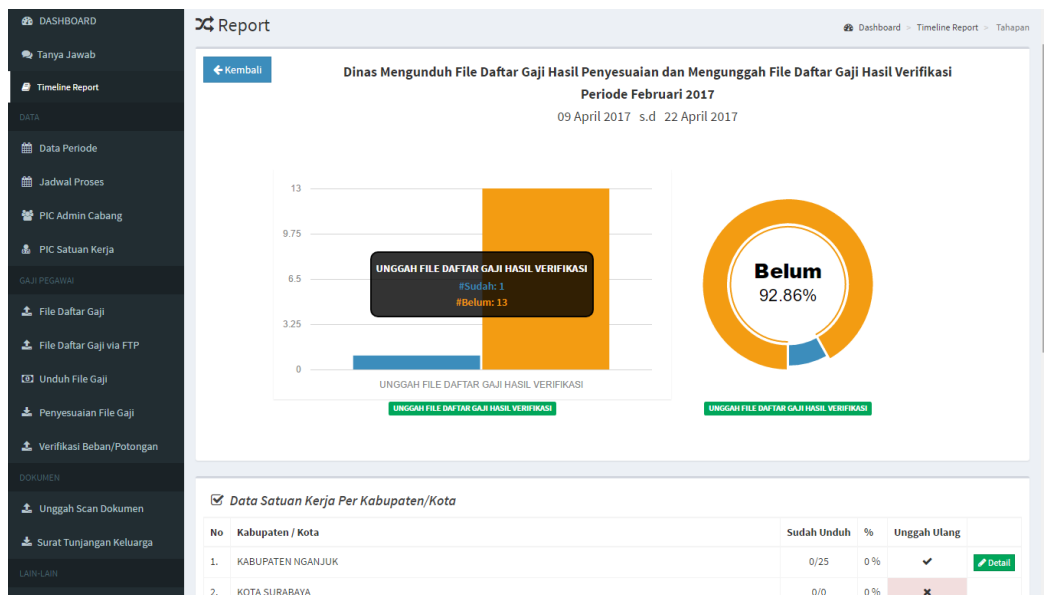 DASHBOARD
Tanya Jawab
Timeline Report
DATA
Data Periode
Jadwal Proses
PIC Admin Cabang
PIC Satuan Kerja
GAJI PEGAWAI
File Daftar Gaji
File Daftar Gaji via FTP
Unduh File Gaji
Penyesuaian File Gaji
Verifikasi Beban/Potongan
DOKUMEN
Unggah Scan Dokumen
Surat Tunjangan Keluarga
LAIN-LAIN
Report
Dashboard > Timeline Report > Tahapan
Kembali
Dinas Mengunduh File Daftar Gaji Hasil Penyesuaian dan Mengunggah File Daftar Gaji Hasil Verifikasi
Periode Februari 2017
09 April 2017 s.d 22 April 2017
13
9.75
6.5
3.25
0
UNGGAH FILE DAFTAR GAJI HASIL VERIFIKASI
#Sudah: 1
#Belum: 13
UNGGAH FILE DAFTAR GAJI HASIL VERIFIKASI
UNGGAH FILE DAFTAR GAJI HASIL VERIFIKASI
Belum
92.86%
UNGGAH FILE DAFTAR GAJI HASIL VERIFIKASI
Data Satuan Kerja Per Kabupaten/Kota
No Kabupaten / Kota Sudah Unduh % Unggah Ulang
1. KABUPATEN NGANJUK 0/25 0 % Detail
2. KOTA SURABAYA 0/0 0 %